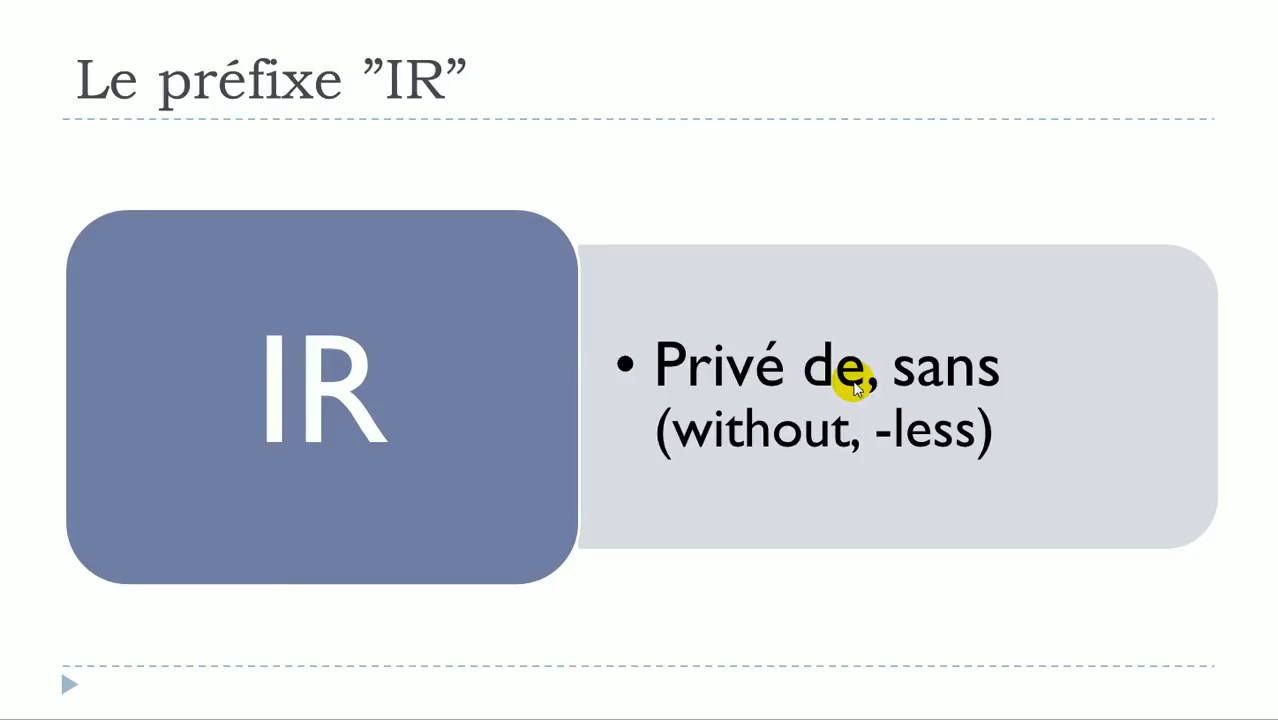 Le préfixe ”IR”
IR
• Privé de, sans
(without, -less)